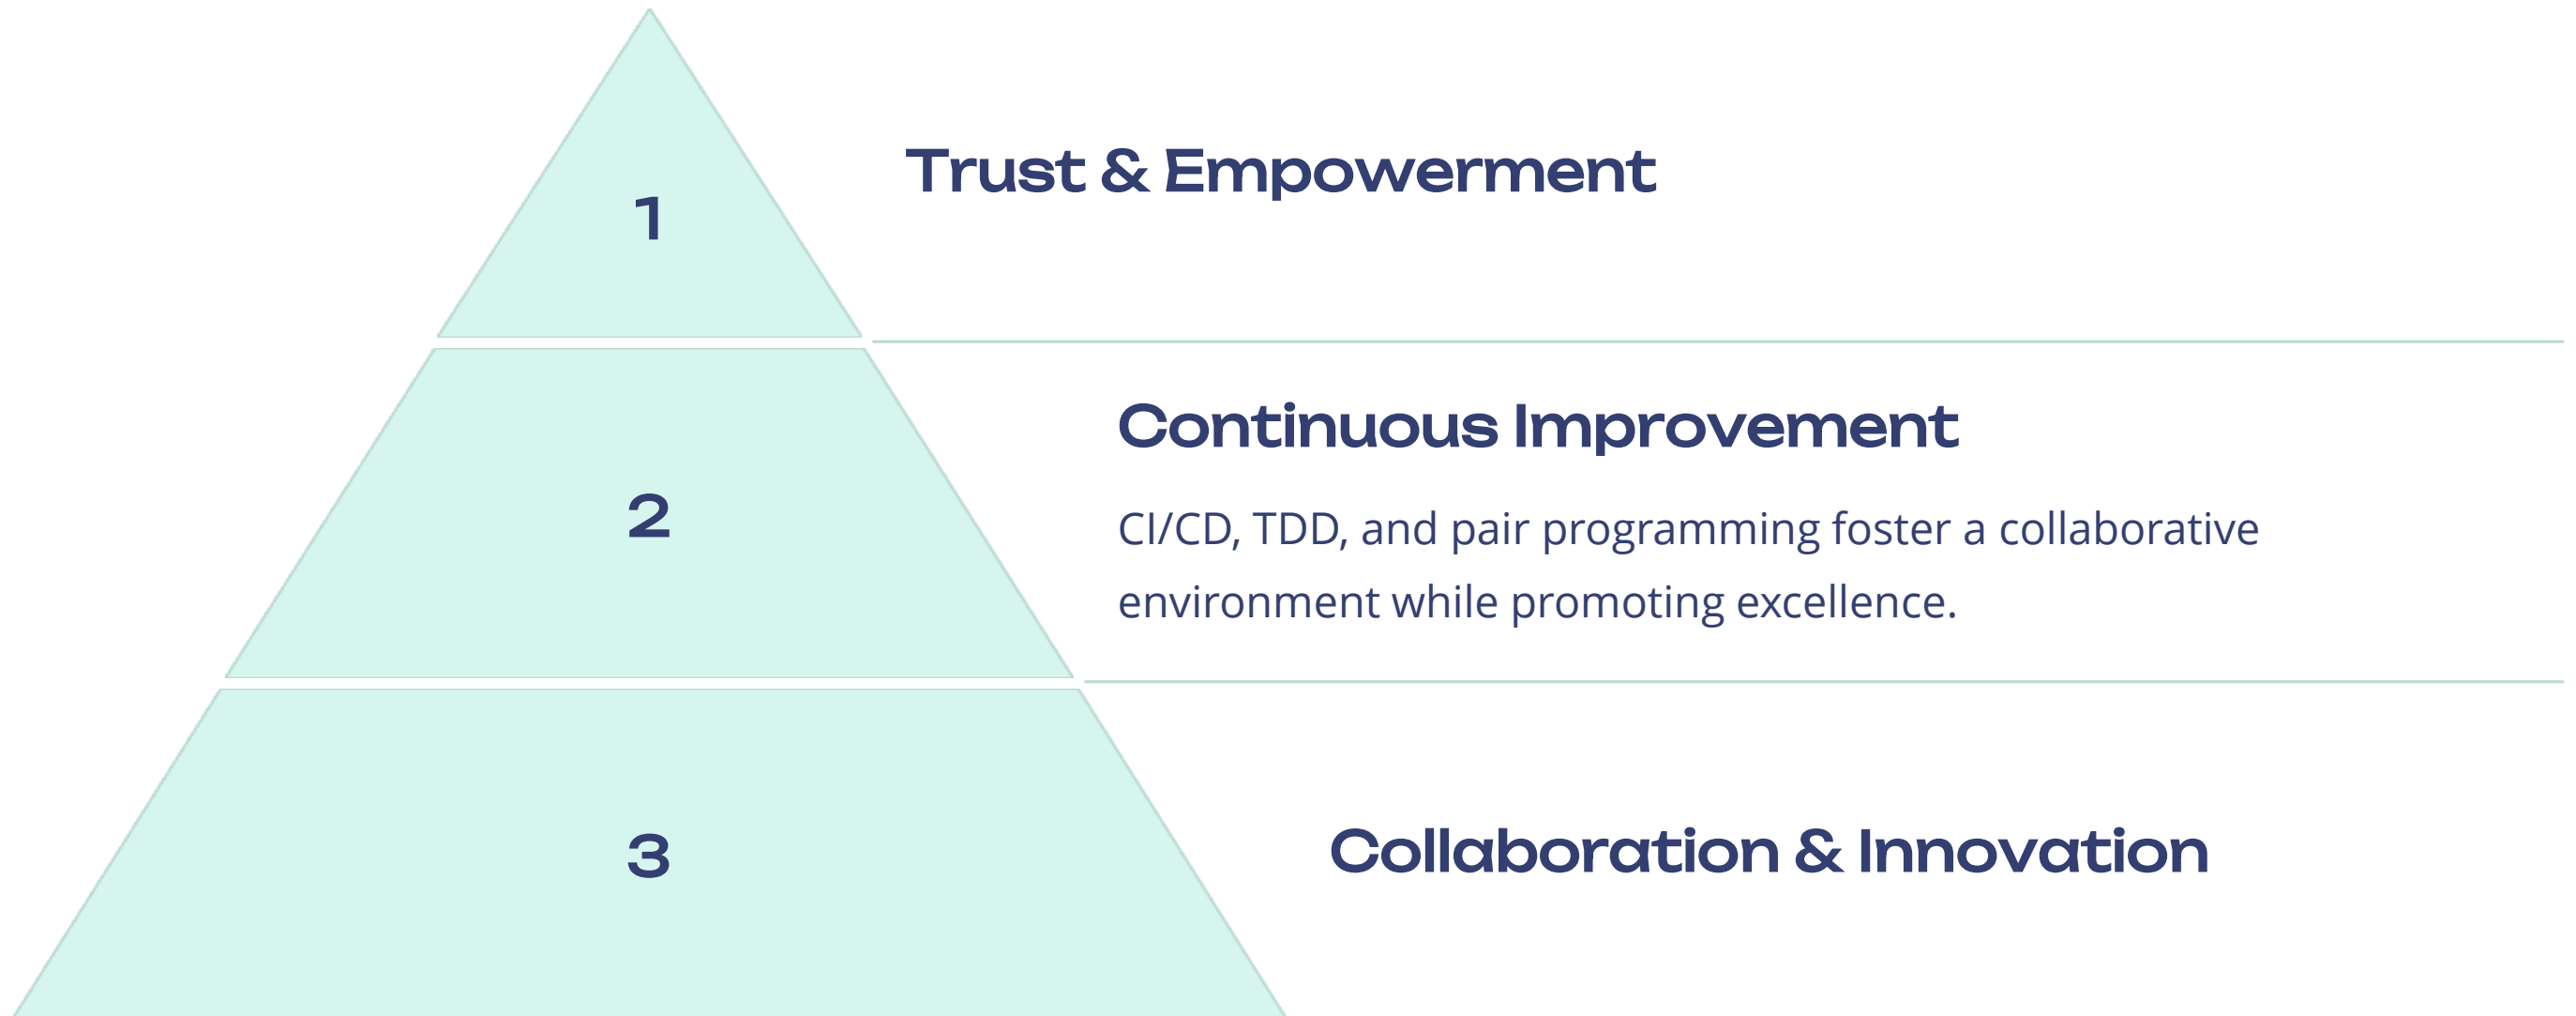 1
Trust & Empowerment
2
Continuous Improvement
CI/CD, TDD, and pair programming foster a collaborative
environment while promoting excellence.
3
Collaboration & Innovation